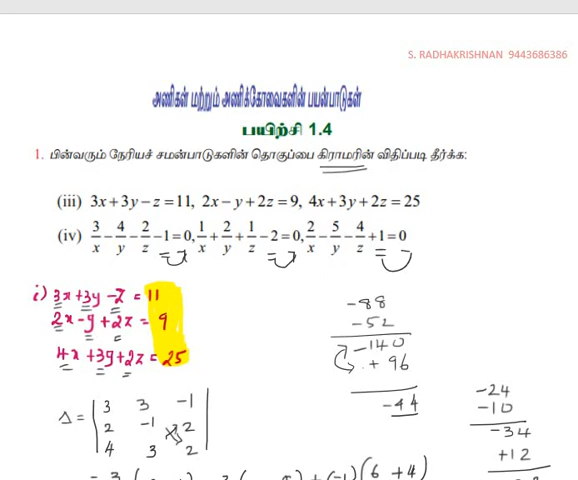 S. RADHAKRISHNAN 9443686386
அணிகள் மற்றும் அணிக்கோவைகளின் பயன்பாடுகள்
பயிற்சி 1.4
1. பின்வரும் நேரியச் சமன்பாடுகளின் தொகுப்பை கிராமரின் விதிப்படி தீர்க்க:
(iii) 3x+3y−z=11, 2x−y+2z=9, 4x+3y+2z=25
(iv) 3/x − 4/y − 2/z − 1 = 0, 1/x + 2/y + 1/z − 2 = 0, 2/x − 5/y − 4/z + 1 = 0
i) 3x+3y −z = 11
2x −y +2z = 9
4x +3y +2z = 25
-88
-52
-140
+ 96
-44
-24
-10
-34
+12
Δ = | 3 3 -1 |
| 2 -1 2 |
| 4 3 2 |
+(-1)(6 +4)